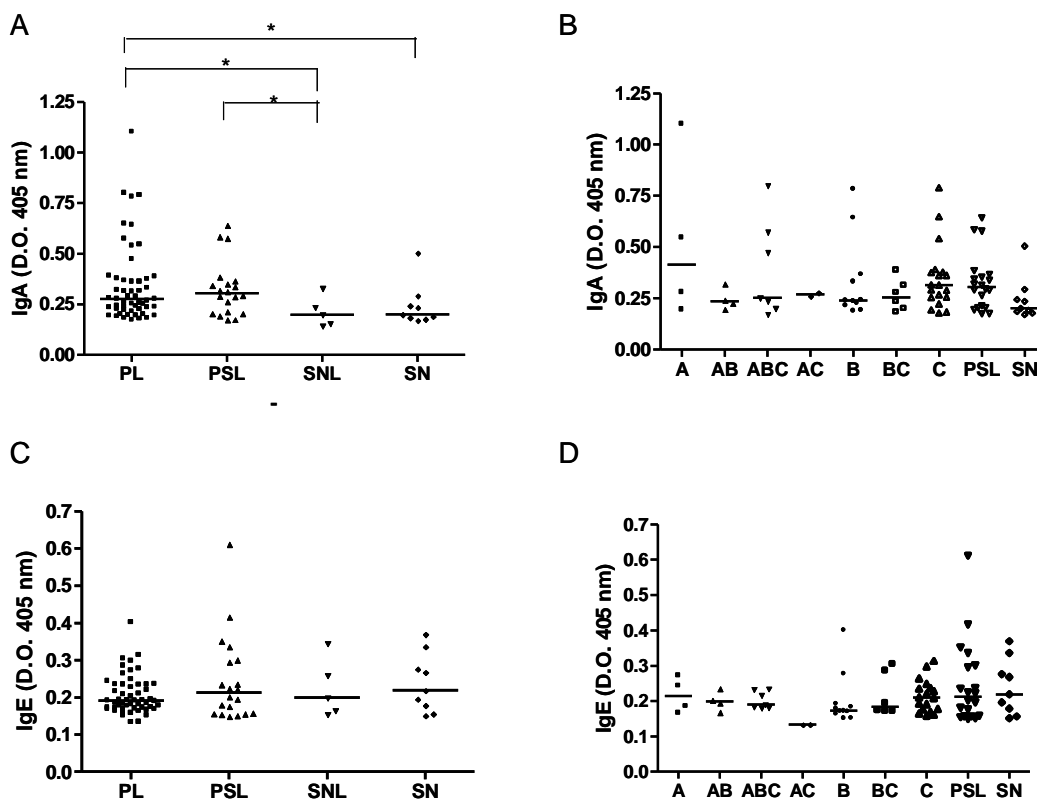 A
*
*
*
IgA (D.O. 405 nm)
1.25
1.00
0.75
0.50
0.25
0.00
PL PSL SNL SN
-
B
IgA (D.O. 405 nm)
1.25
1.00
0.75
0.50
0.25
0.00
A AB ABC AC B BC C PSL SN
C
IgE (D.O. 405 nm)
0.7
0.6
0.5
0.4
0.3
0.2
0.1
0.0
PL PSL SNL SN
D
IgE (D.O. 405 nm)
0.7
0.6
0.5
0.4
0.3
0.2
0.1
0.0
A AB ABC AC B BC C PSL SN